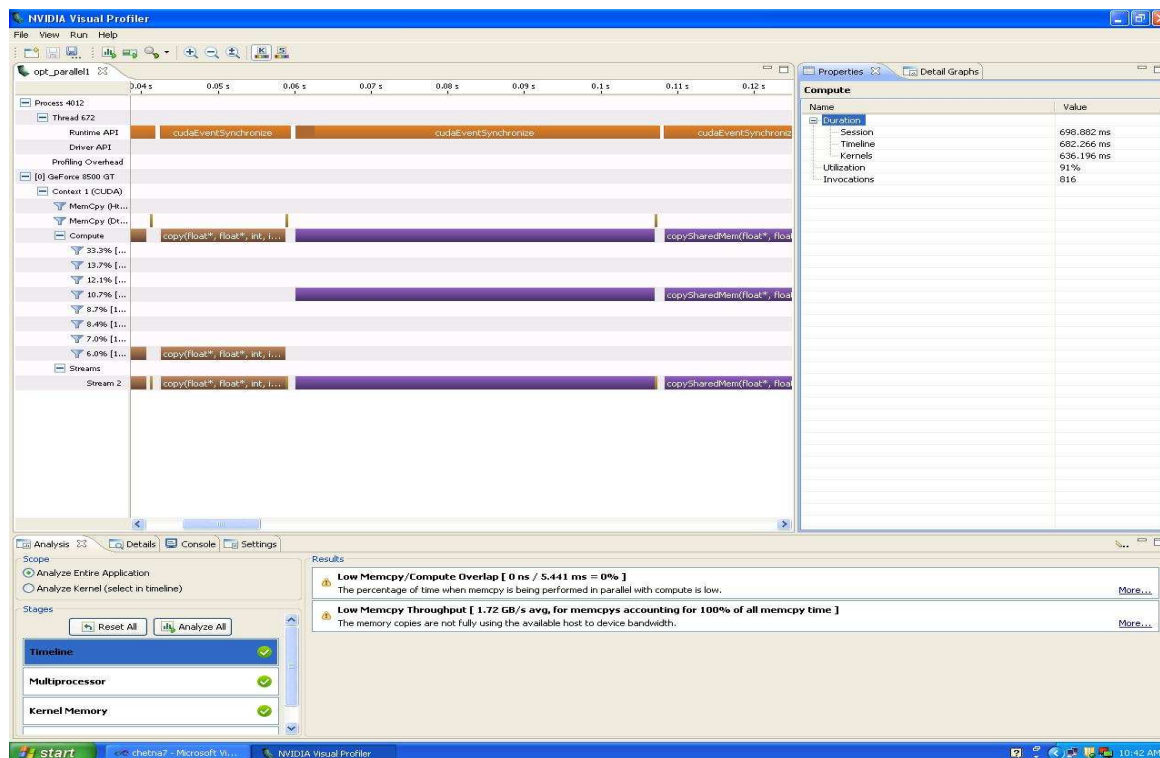 NVIDIA Visual Profiler
File View Run Help
opt_parallel1
Properties
Detail Graphs
0.04 s 0.05 s 0.06 s 0.07 s 0.08 s 0.09 s 0.1 s 0.11 s 0.12 s
Compute
Name Value
Process 4012
Duration
Thread 672
Session 698.882 ms
Runtime API cudaEventSynchronize cudaEventSynchronize cudaEventSynchroniz
Timeline 682.266 ms
Driver API
Kernels 636.196 ms
Profiling Overhead
Utilization 91%
[0] GeForce 8500 GT
Invocations 816
Context 1 (CUDA)
MemCpy (Ht...
MemCpy (Dt...
Compute copy(float*, float*, int, i... copySharedMem(float*, floa
33.3% [...
13.7% [...
12.1% [...
10.7% [... copySharedMem(float*, floa
8.7% [1...
8.4% [1...
7.0% [1...
6.0% [1... copy(float*, float*, int, i...
Streams
Stream 2 copy(float*, float*, int, i... copySharedMem(float*, floa
Analysis Details Console Settings
Scope
Analyze Entire Application
Analyze Kernel (select in timeline)
Stages
Reset All Analyze All
Timeline
Multiprocessor
Kernel Memory
Results
Low Memcpy/Compute Overlap [ 0 ns / 5.441 ms = 0% ]
The percentage of time when memcpy is being performed in parallel with compute is low. More...
Low Memcpy Throughput [ 1.72 GB/s avg, for memcpys accounting for 100% of all memcpy time ]
The memory copies are not fully using the available host to device bandwidth. More...
start chetna7 - Microsoft Vi... NVIDIA Visual Profiler 10:42 AM